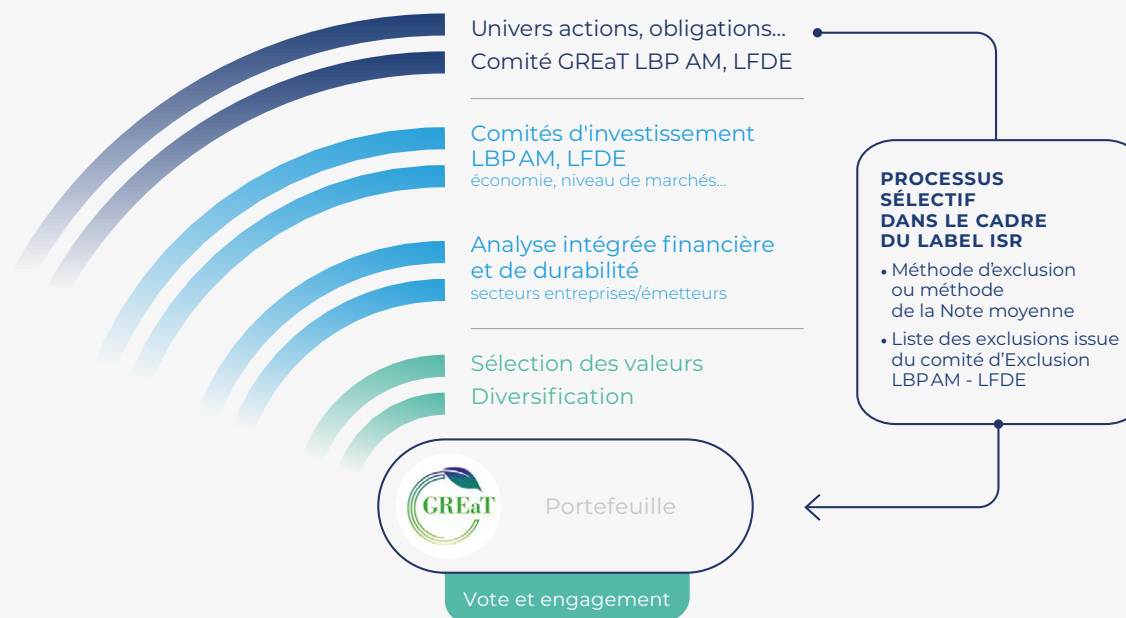 Univers actions, obligations...
Comité GREaT LBP AM, LFDE
Comités d'investissement
LBPAM, LFDE
économie, niveau de marchés...
Analyse intégrée financière
et de durabilité
secteurs entreprises/émetteurs
Sélection des valeurs
Diversification
GREaT
Portefeuille
Vote et engagement
PROCESSUS
SÉLECTIF
DANS LE CADRE
DU LABEL ISR
• Méthode d'exclusion
ou méthode
de la Note moyenne
• Liste des exclusions issue
du comité d'Exclusion
LBPAM - LFDE